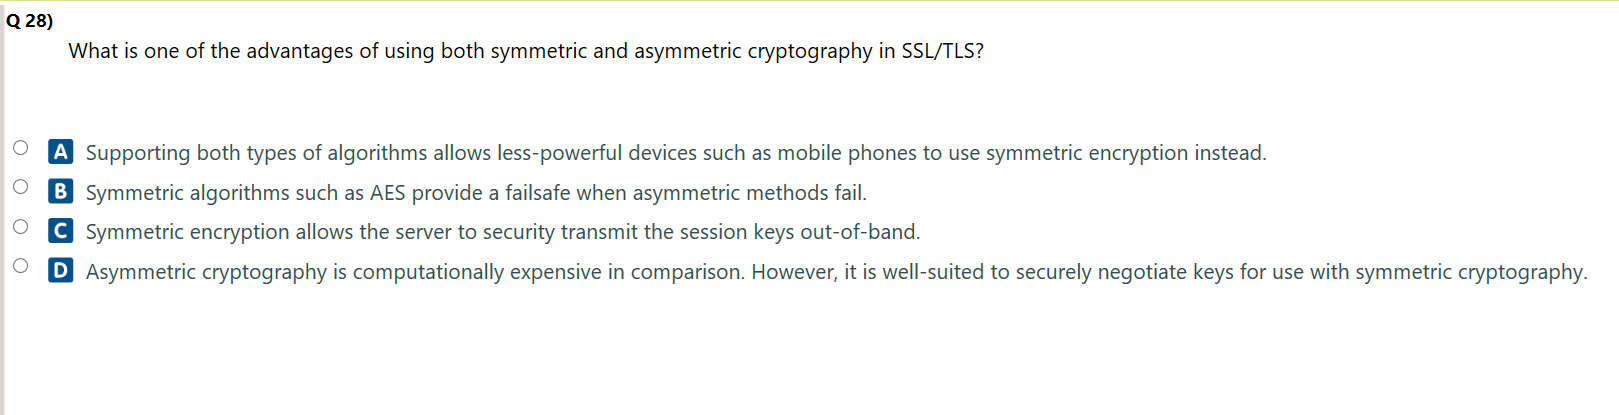 Q 28)
What is one of the advantages of using both symmetric and asymmetric cryptography in SSL/TLS?
A Supporting both types of algorithms allows less-powerful devices such as mobile phones to use symmetric encryption instead.
B Symmetric algorithms such as AES provide a failsafe when asymmetric methods fail.
C Symmetric encryption allows the server to security transmit the session keys out-of-band.
D Asymmetric cryptography is computationally expensive in comparison. However, it is well-suited to securely negotiate keys for use with symmetric cryptography.